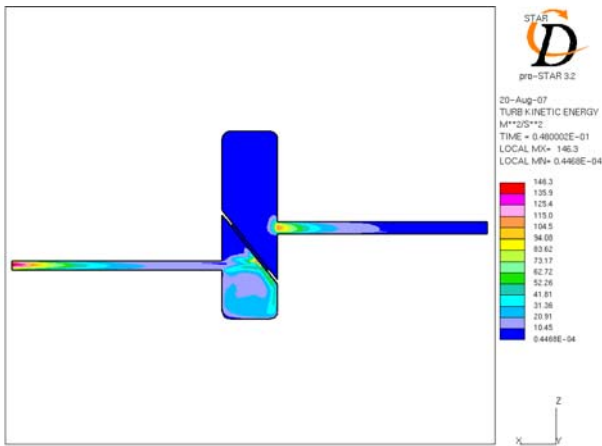 STAR
CD
pro-STAR 3.2
20-Aug-07
TURB KINETIC ENERGY
M**2/S**2
TIME = 0.480002E-01
LOCAL MX= 146.3
LOCAL MN= 0.4468E-04
146.3
135.9
125.4
115.0
104.5
94.08
83.62
73.17
62.72
52.26
41.81
31.36
20.91
10.45
0.4468E-04
Z
X
Y